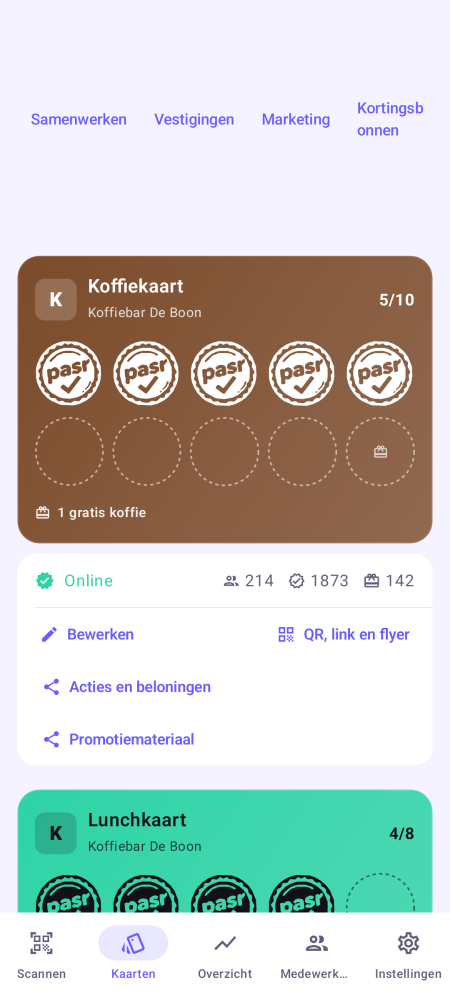 Samenwerken Vestigingen Marketing Kortingsb
onnen
K Koffiekaart 5/10
Koffiebar De Boon
pasr pasr pasr pasr pasr
1 gratis koffie
Online 214 1873 142
Bewerken QR, link en flyer
Acties en beloningen
Promotiemateriaal
K Lunchkaart 4/8
Koffiebar De Boon
pasr pasr pasr pasr
Scannen Kaarten Overzicht Medewerk... Instellingen